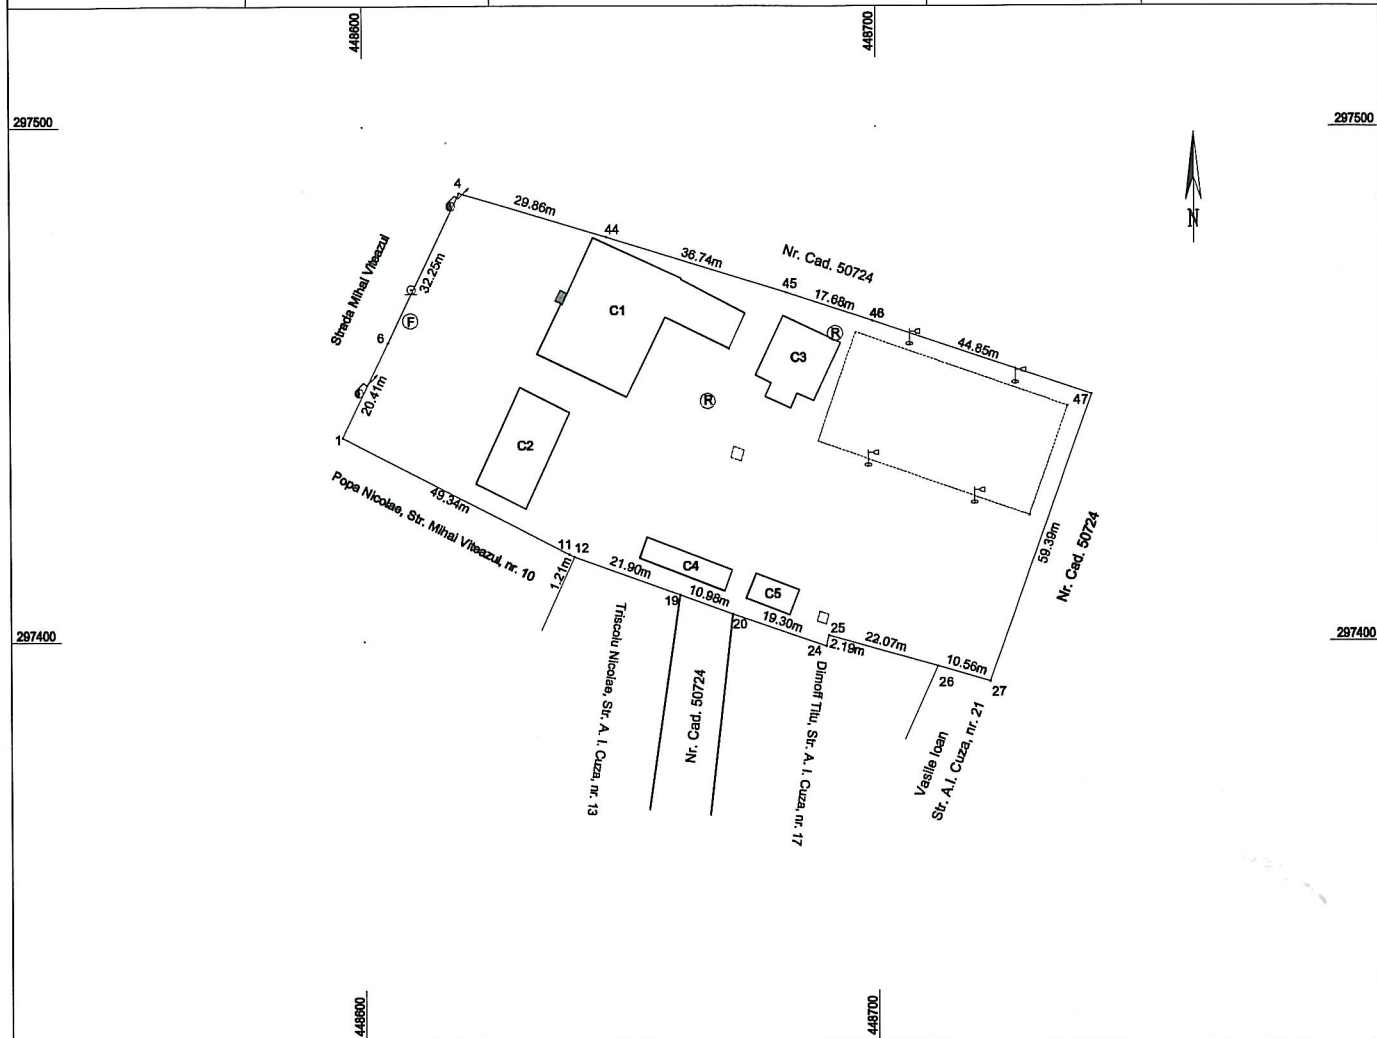 448600
448700
297500
297500
4
29.86m
44
36.74m
Nr. Cad. 50724
45
17.68m
46
44.85m
47
N
Strada Mihai Viteazul
32.25m
F
6
20.41m
1
C1
C3
R
R
C2
49.34m
Popa Nicolae, Str. Mihai Viteazul, nr. 10
11
12
1.21m
21.90m
C4
19
10.98m
C5
20
19.30m
24
25
2.19m
22.07m
26
10.56m
27
59.39m
Nr. Cad. 50724
297400
297400
Triscoiu Nicolae, Str. A. I. Cuza, nr. 13
Nr. Cad. 50724
Dimoff Titu, Str. A. I. Cuza, nr. 17
Vasile Ioan
Str. A.I. Cuza, nr. 21
448600
448700